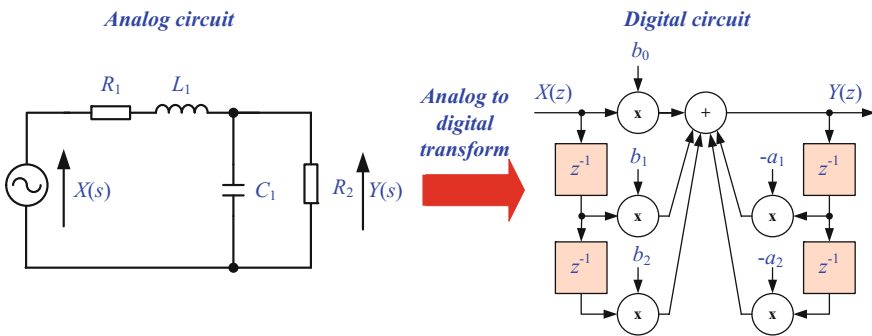 Analog circuit
Digital circuit
R₁
L₁
X(s)
C₁
R₂
Y(s)
Analog to
digital
transform
b₀
X(z)
Y(z)
x
+
z⁻¹
b₁
-a₁
z⁻¹
x
x
z⁻¹
b₂
-a₂
z⁻¹
x
x